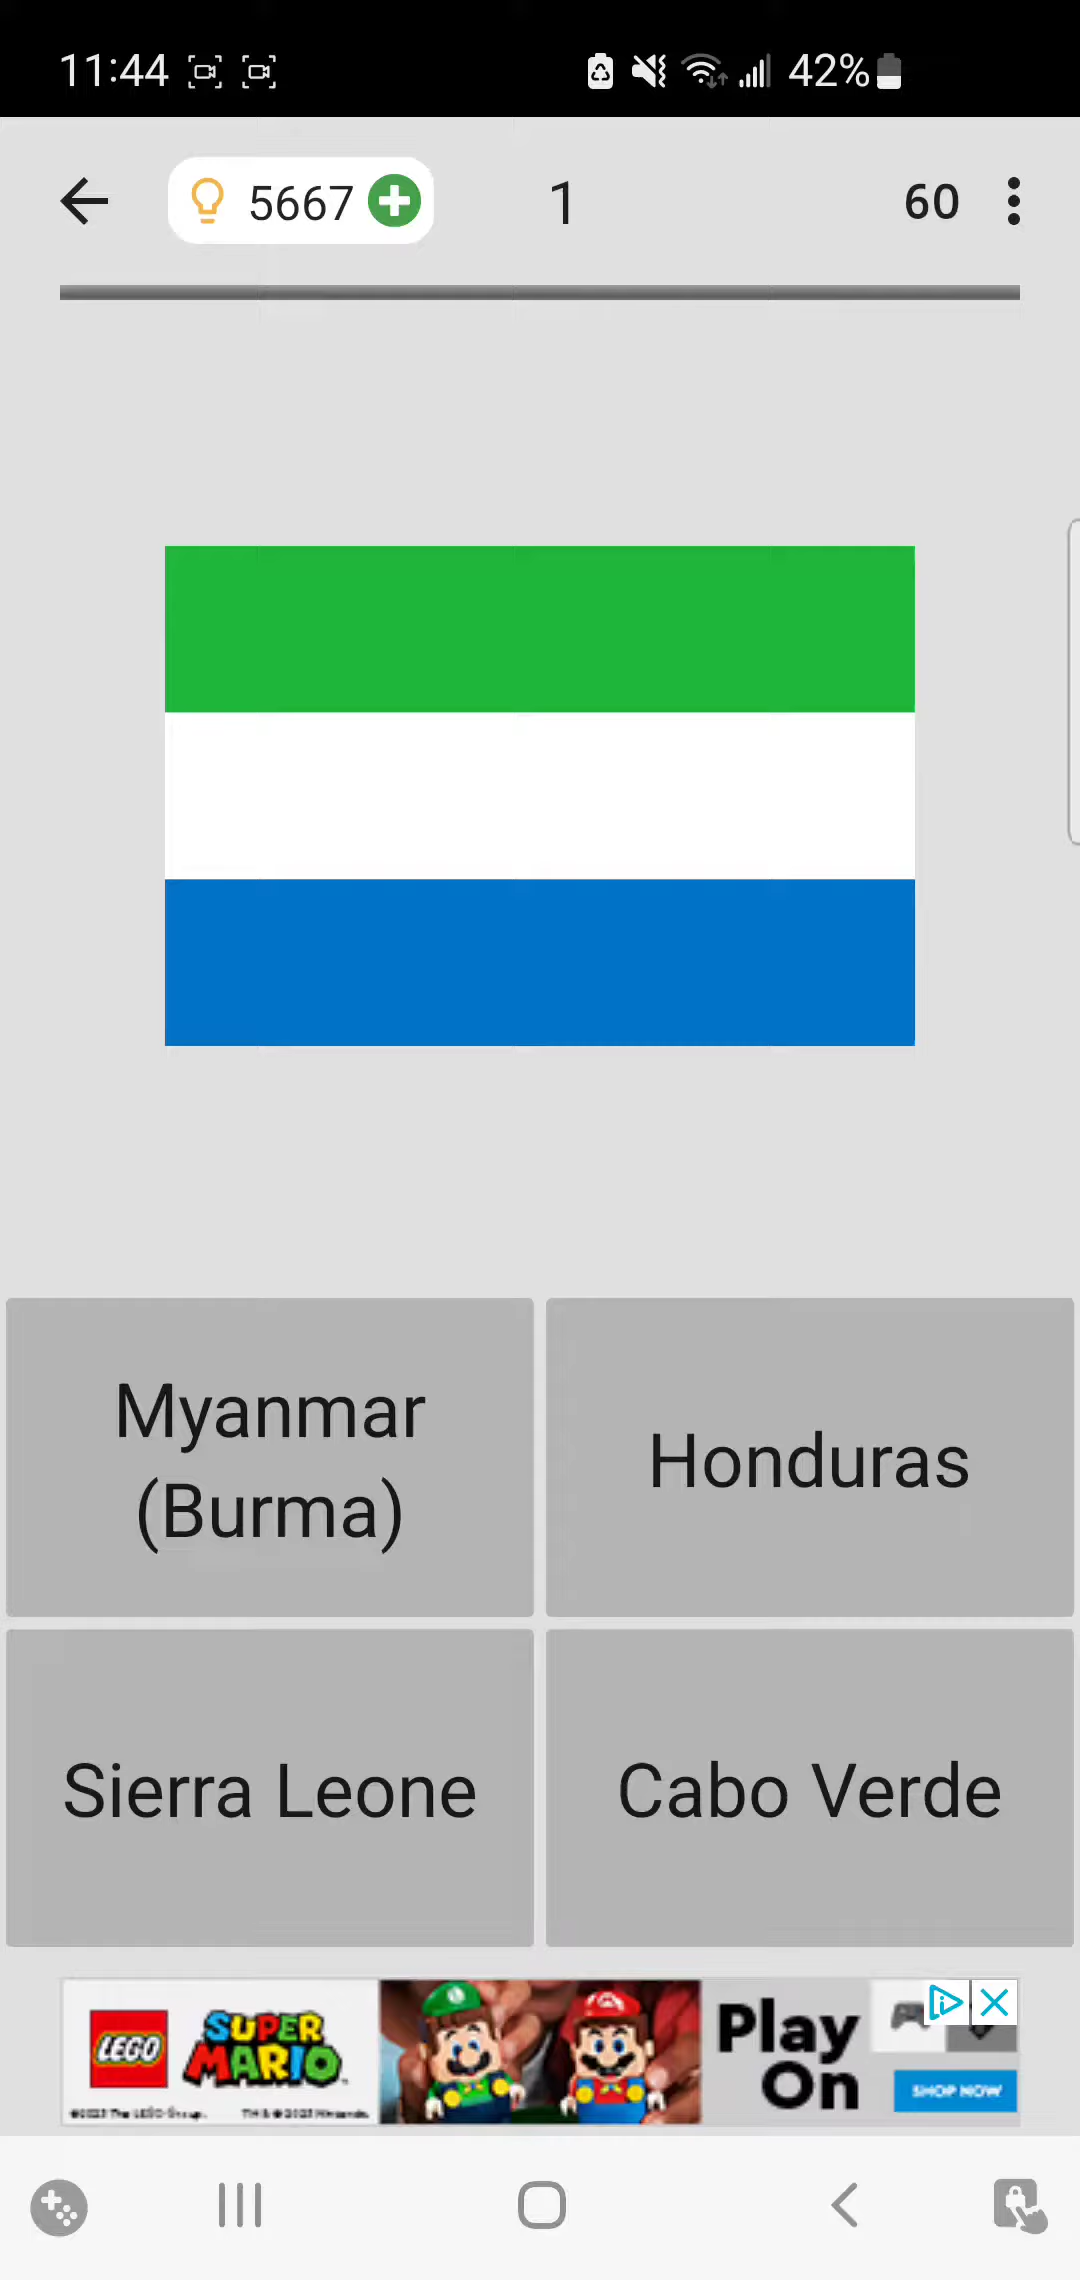 11:44
42%
5667
1
60
Myanmar
(Burma)
Honduras
Sierra Leone
Cabo Verde
LEGO
SUPER
MARIO
Play
On
SHOP NOW